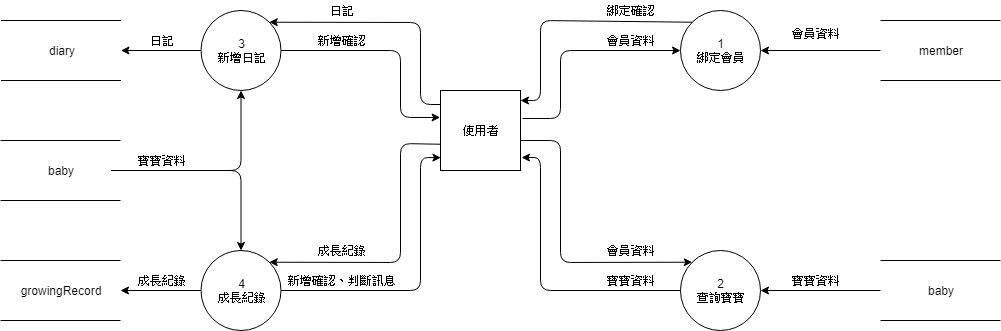 日記
綁定確認
diary
日記
3
新增日記
新增確認
會員資料
1
綁定會員
會員資料
member
使用者
baby
寶寶資料
成長紀錄
會員資料
growingRecord
成長紀錄
4
成長紀錄
新增確認、判斷訊息
寶寶資料
2
查詢寶寶
寶寶資料
baby